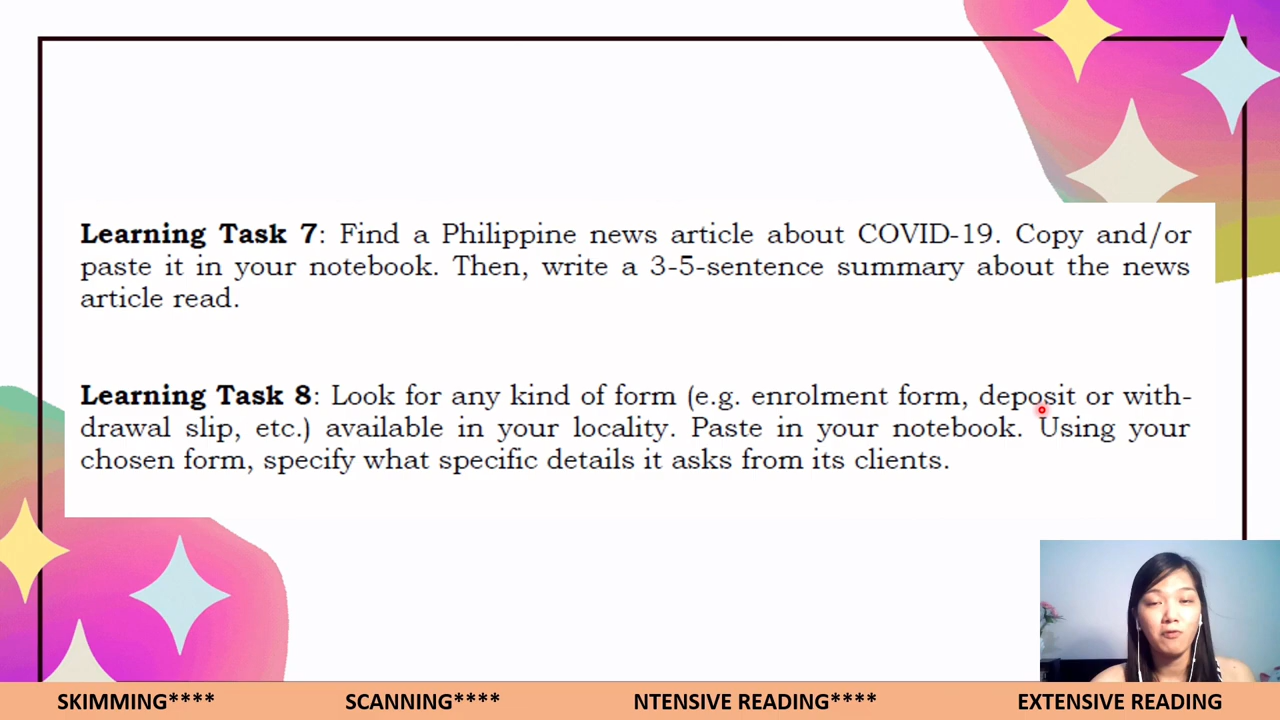 Learning Task 7: Find a Philippine news article about COVID-19. Copy and/or
paste it in your notebook. Then, write a 3-5-sentence summary about the news
article read.
Learning Task 8: Look for any kind of form (e.g. enrolment form, deposit or with-
drawal slip, etc.) available in your locality. Paste in your notebook. Using your
chosen form, specify what specific details it asks from its clients.
SKIMMING**** SCANNING**** NTENSIVE READING**** EXTENSIVE READING